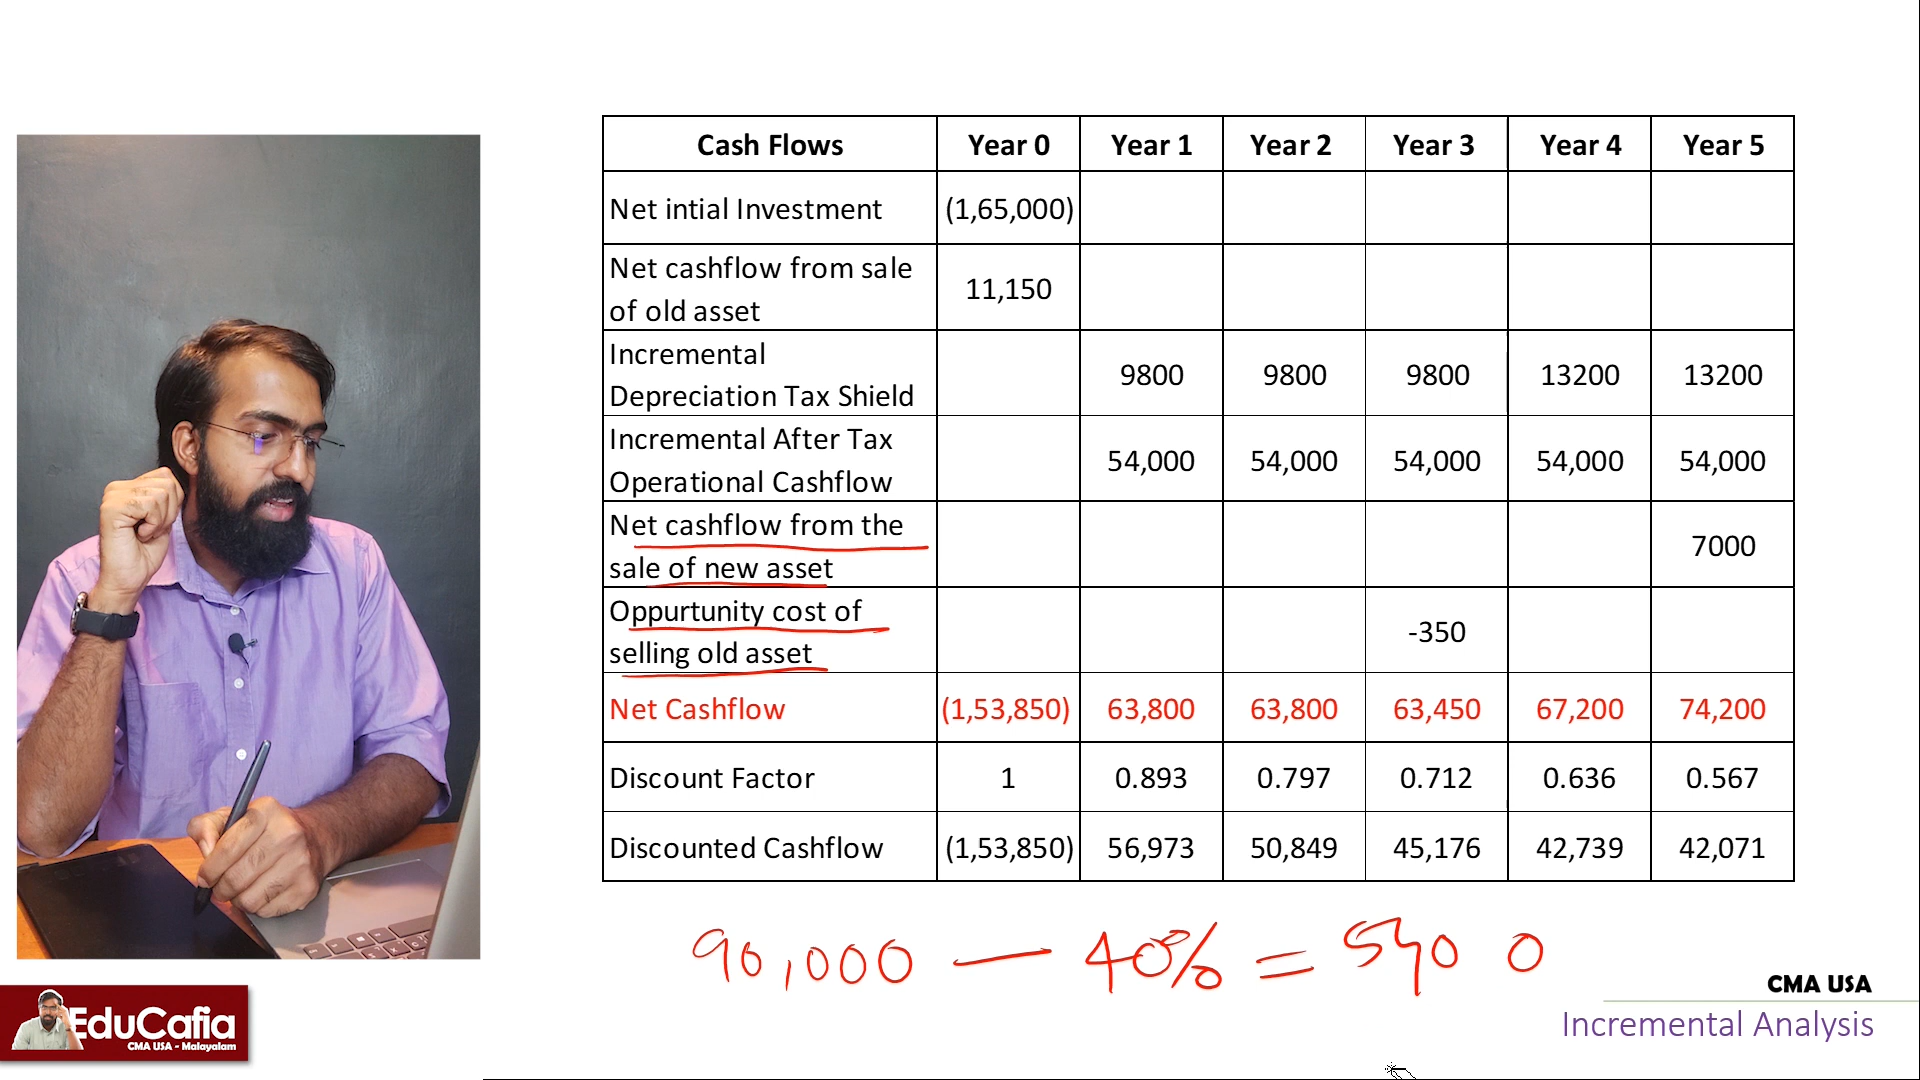 Cash Flows Year 0 Year 1 Year 2 Year 3 Year 4 Year 5
Net intial Investment (1,65,000)
Net cashflow from sale
of old asset 11,150
Incremental
Depreciation Tax Shield 9800 9800 9800 13200 13200
Incremental After Tax
Operational Cashflow 54,000 54,000 54,000 54,000 54,000
Net cashflow from the
sale of new asset 7000
Oppurtunity cost of
selling old asset -350
Net Cashflow (1,53,850) 63,800 63,800 63,450 67,200 74,200
Discount Factor 1 0.893 0.797 0.712 0.636 0.567
Discounted Cashflow (1,53,850) 56,973 50,849 45,176 42,739 42,071
90,000 — 40% = 540 0
CMA USA
Incremental Analysis
EduCafia
CMA USA - Malayalam